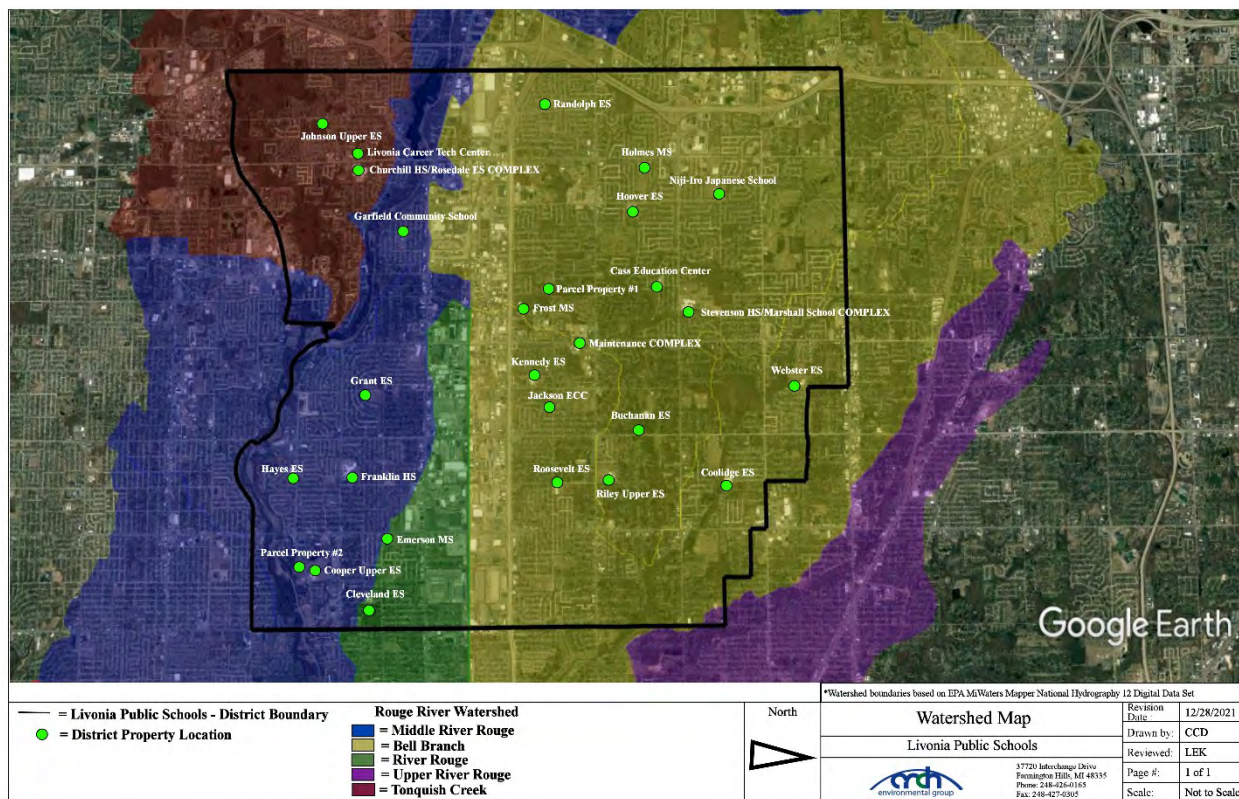 Randolph ES
Johnson Upper ES
Livonia Career Tech Center
Holmes MS
Churchill HS/Rosedale ES COMPLEX
Niji-Iro Japanese School
Hoover ES
Garfield Community School
Cass Education Center
Parcel Property #1
Frost MS
Stevenson HS/Marshall School COMPLEX
Maintenance COMPLEX
Kennedy ES
Webster ES
Grant ES
Jackson ECC
Buchanan ES
Hayes ES
Franklin HS
Roosevelt ES
Coolidge ES
Riley Upper ES
Emerson MS
Parcel Property #2
Cooper Upper ES
Cleveland ES
Google Earth
*Watershed boundaries based on EPA MiWaters Mapper National Hydrography 12 Digital Data Set
= Livonia Public Schools - District Boundary
= District Property Location
Rouge River Watershed
= Middle River Rouge
= Bell Branch
= River Rouge
= Upper River Rouge
= Tonquish Creek
North
Watershed Map
Livonia Public Schools
mch
environmental group
37720 Interchange Drive
Farmington Hills, MI 48335
Phone: 248-426-0165
Fax: 248-427-0305
Revision Date : 12/28/2021
Drawn by: CCD
Reviewed: LEK
Page #: 1 of 1
Scale: Not to Scale